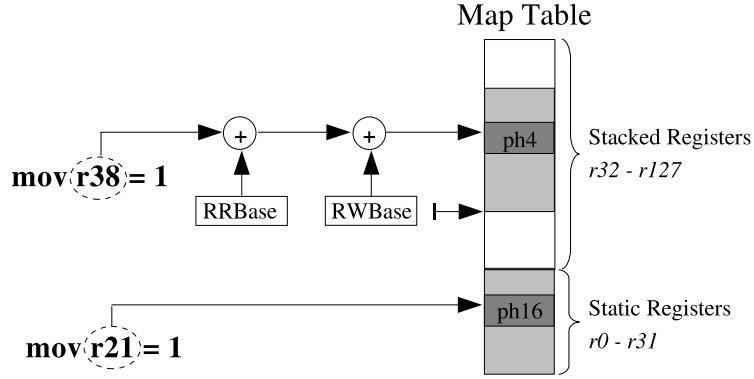 Map Table
+
+
ph4
Stacked Registers
r32 - r127
mov r38 = 1
RRBase
RWBase
ph16
Static Registers
r0 - r31
mov r21 = 1